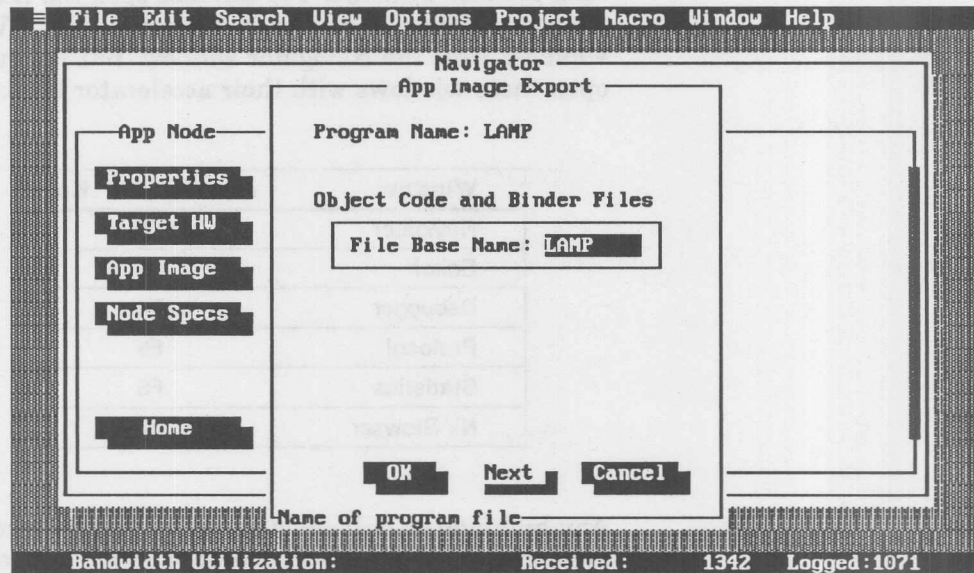 ≡ File Edit Search View Options Project Macro Window Help
Navigator
App Image Export
App Node
Program Name: LAMP
Properties
Object Code and Binder Files
Target HW
File Base Name: LAMP
App Image
Node Specs
Home
OK Next Cancel
Name of program file
Bandwidth Utilization: Received: 1342 Logged:1071